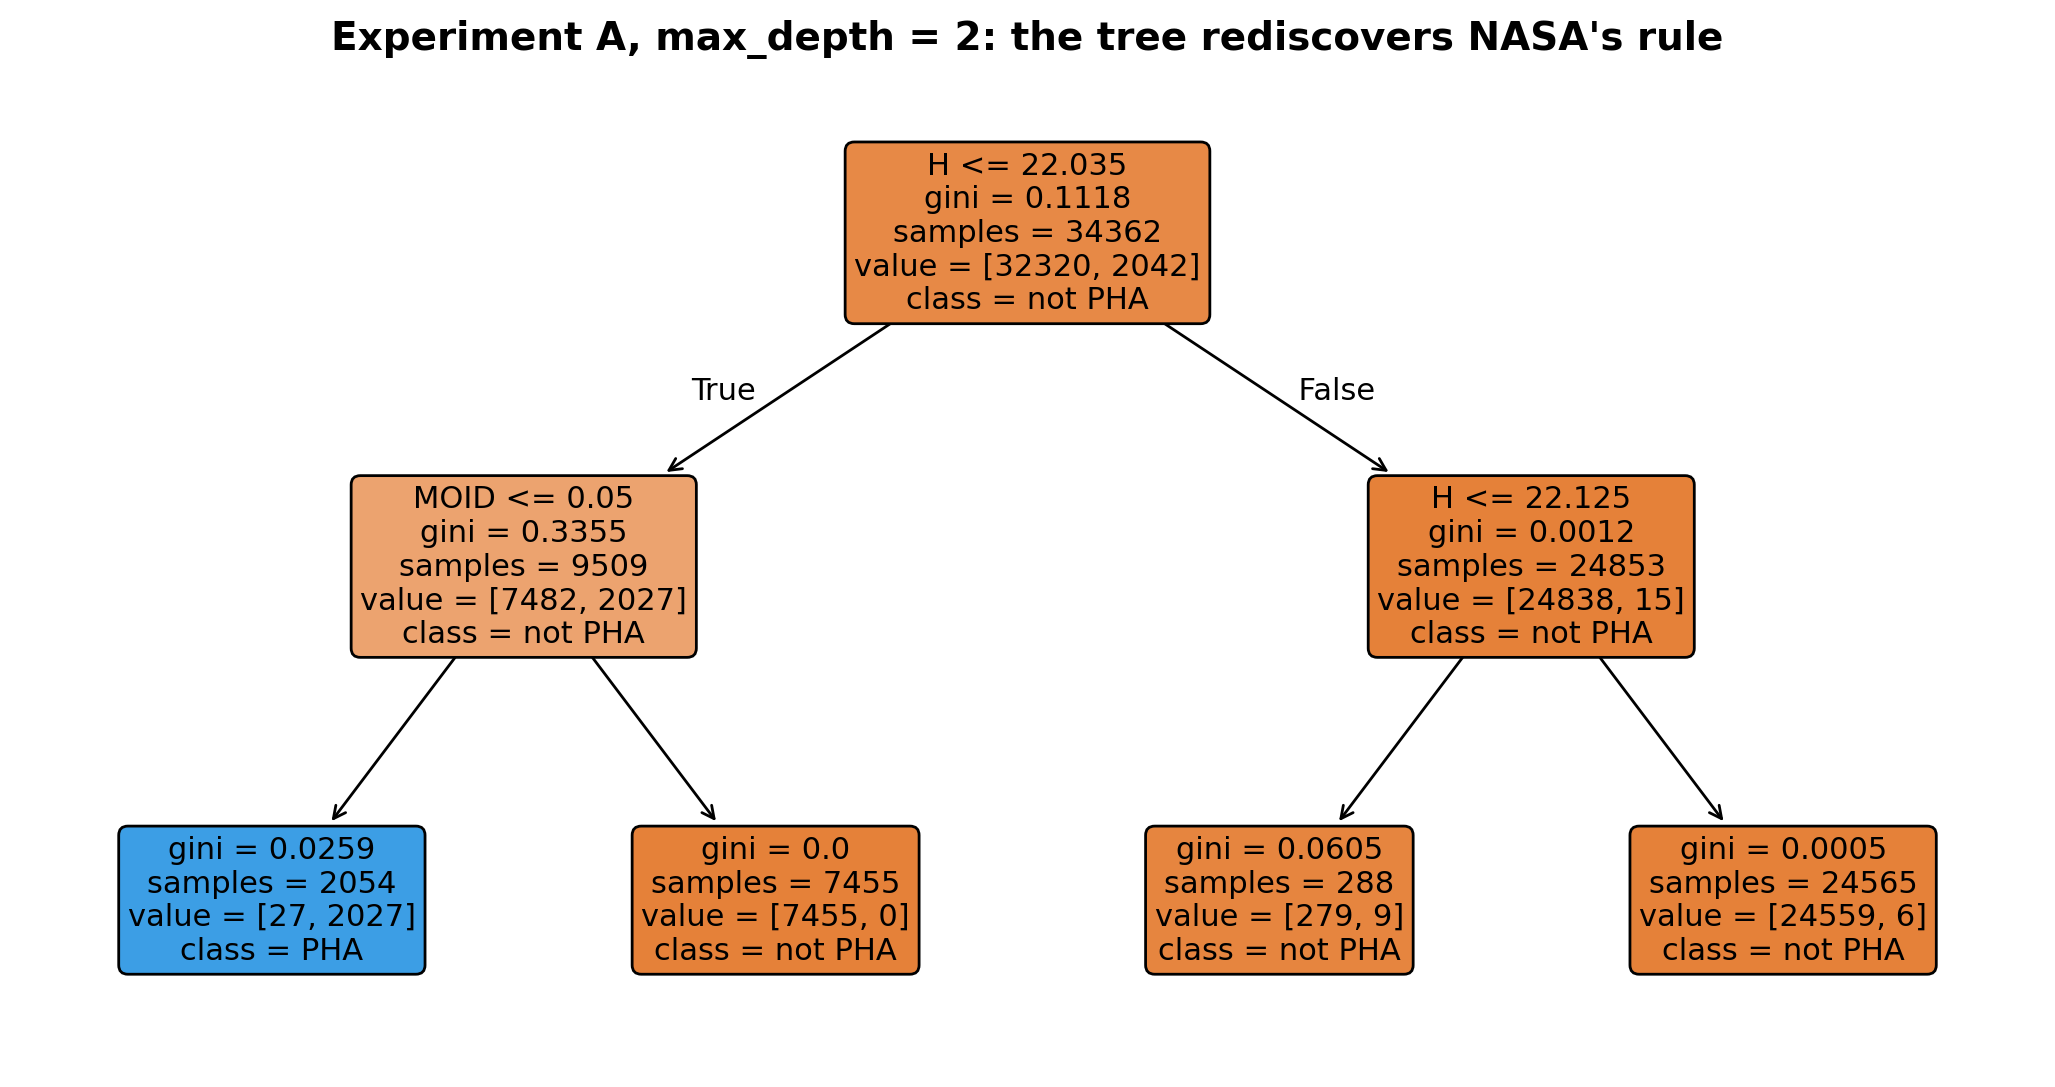 Experiment A, max_depth = 2: the tree rediscovers NASA's rule
H <= 22.035
gini = 0.1118
samples = 34362
value = [32320, 2042]
class = not PHA
True
False
MOID <= 0.05
gini = 0.3355
samples = 9509
value = [7482, 2027]
class = not PHA
H <= 22.125
gini = 0.0012
samples = 24853
value = [24838, 15]
class = not PHA
gini = 0.0259
samples = 2054
value = [27, 2027]
class = PHA
gini = 0.0
samples = 7455
value = [7455, 0]
class = not PHA
gini = 0.0605
samples = 288
value = [279, 9]
class = not PHA
gini = 0.0005
samples = 24565
value = [24559, 6]
class = not PHA